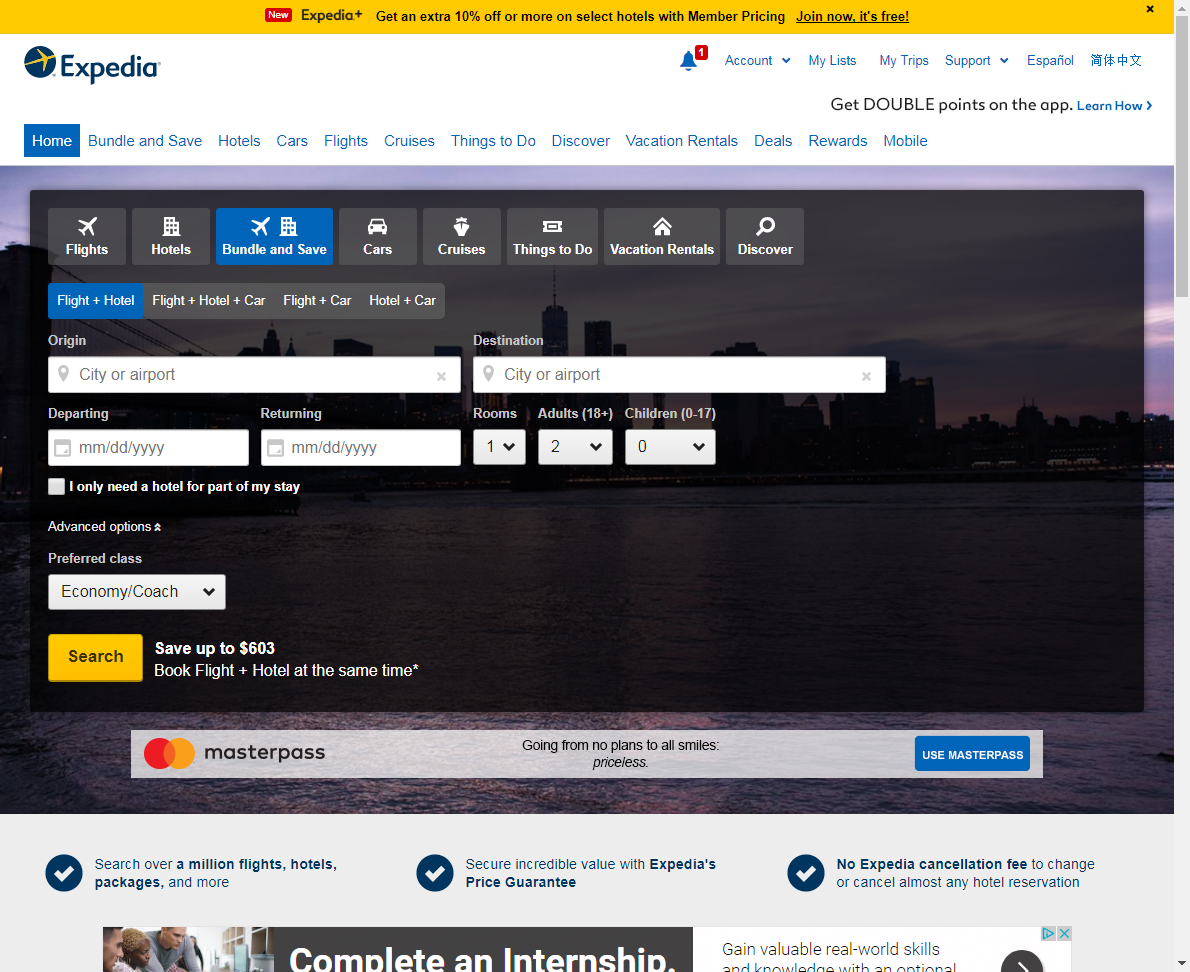 New Expedia+ Get an extra 10% off or more on select hotels with Member Pricing Join now, it's free!
Expedia
1
Account My Lists My Trips Support Español 简体中文
Get DOUBLE points on the app. Learn How
Home Bundle and Save Hotels Cars Flights Cruises Things to Do Discover Vacation Rentals Deals Rewards Mobile
Flights Hotels Bundle and Save Cars Cruises Things to Do Vacation Rentals Discover
Flight + Hotel Flight + Hotel + Car Flight + Car Hotel + Car
Origin Destination
City or airport × City or airport ×
Departing Returning Rooms Adults (18+) Children (0-17)
mm/dd/yyyy mm/dd/yyyy 1 2 0
I only need a hotel for part of my stay
Advanced options
Preferred class
Economy/Coach
Search
Save up to $603
Book Flight + Hotel at the same time*
masterpass
Going from no plans to all smiles:
priceless.
USE MASTERPASS
Search over a million flights, hotels,
packages, and more
Secure incredible value with Expedia's
Price Guarantee
No Expedia cancellation fee to change
or cancel almost any hotel reservation
Complete an Internship.
Gain valuable real-world skills
and knowledge with an optional